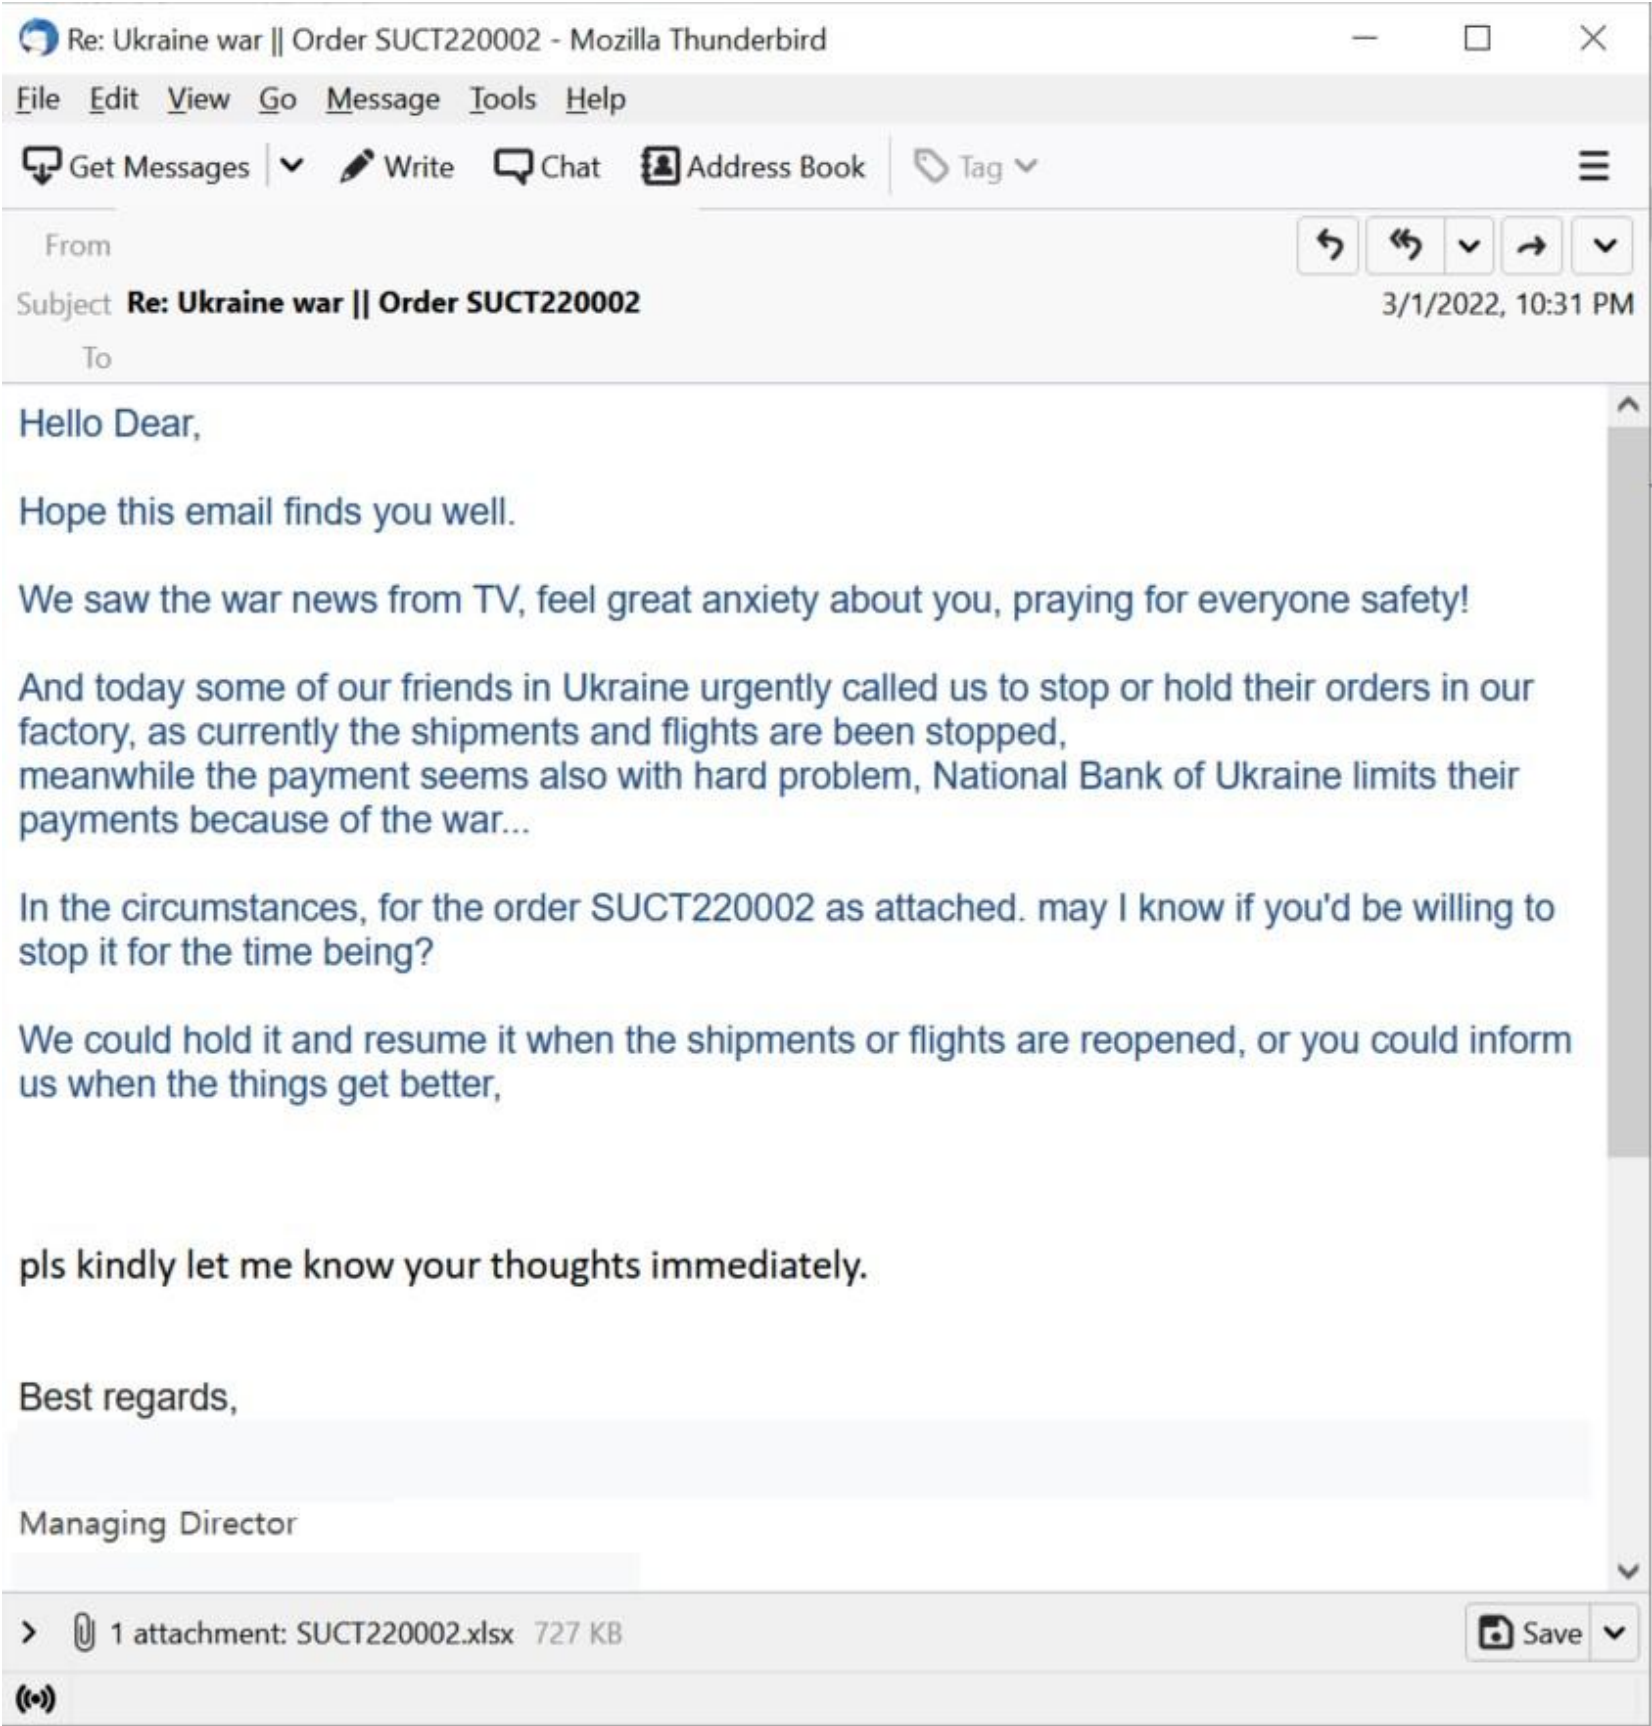 Re: Ukraine war || Order SUCT220002 - Mozilla Thunderbird
File Edit View Go Message Tools Help
Get Messages Write Chat Address Book Tag
From
Subject Re: Ukraine war || Order SUCT220002 3/1/2022, 10:31 PM
To
Hello Dear,
Hope this email finds you well.
We saw the war news from TV, feel great anxiety about you, praying for everyone safety!
And today some of our friends in Ukraine urgently called us to stop or hold their orders in our
factory, as currently the shipments and flights are been stopped,
meanwhile the payment seems also with hard problem, National Bank of Ukraine limits their
payments because of the war...
In the circumstances, for the order SUCT220002 as attached. may I know if you'd be willing to
stop it for the time being?
We could hold it and resume it when the shipments or flights are reopened, or you could inform
us when the things get better,
pls kindly let me know your thoughts immediately.
Best regards,
Managing Director
1 attachment: SUCT220002.xlsx 727 KB Save